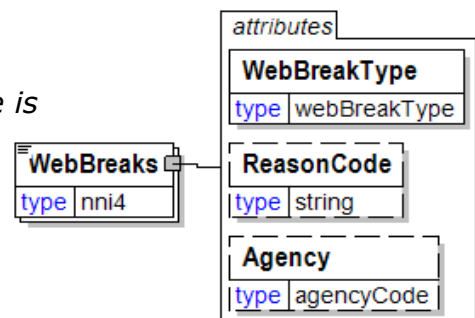 attributes
WebBreakType
type webBreakType
e is
WebBreaks
type nni4
ReasonCode
type string
Agency
type agencyCode